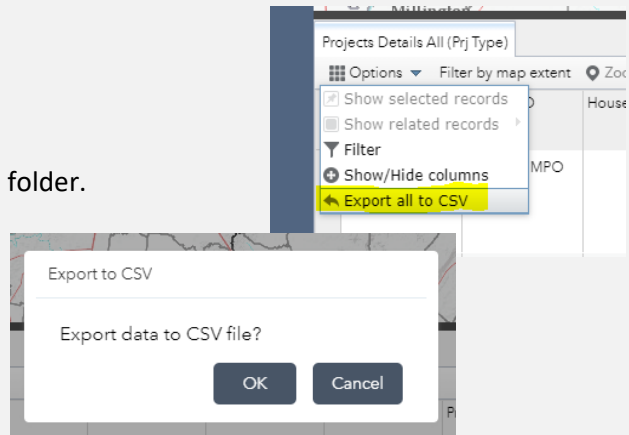 Millington
Projects Details All (Prj Type)
Options Filter by map extent
Show selected records
Show related records
Filter
Show/Hide columns
Export all to CSV
MPO
folder.
Export to CSV
Export data to CSV file?
OK Cancel